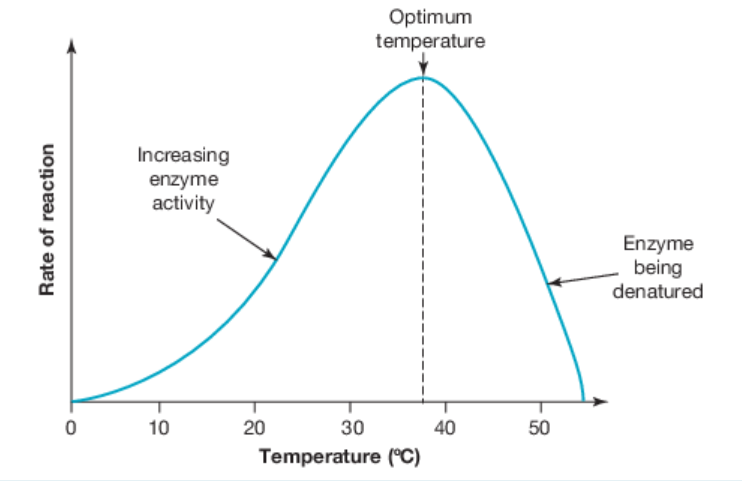 Optimum
temperature
Increasing
enzyme
activity
Rate of reaction
Enzyme
being
denatured
0 10 20 30 40 50
Temperature (ºC)